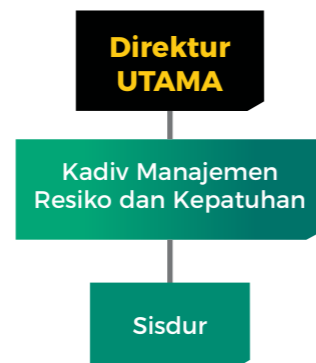 Direktur
UTAMA
Kadiv Manajemen
Resiko dan Kepatuhan
Sisdur